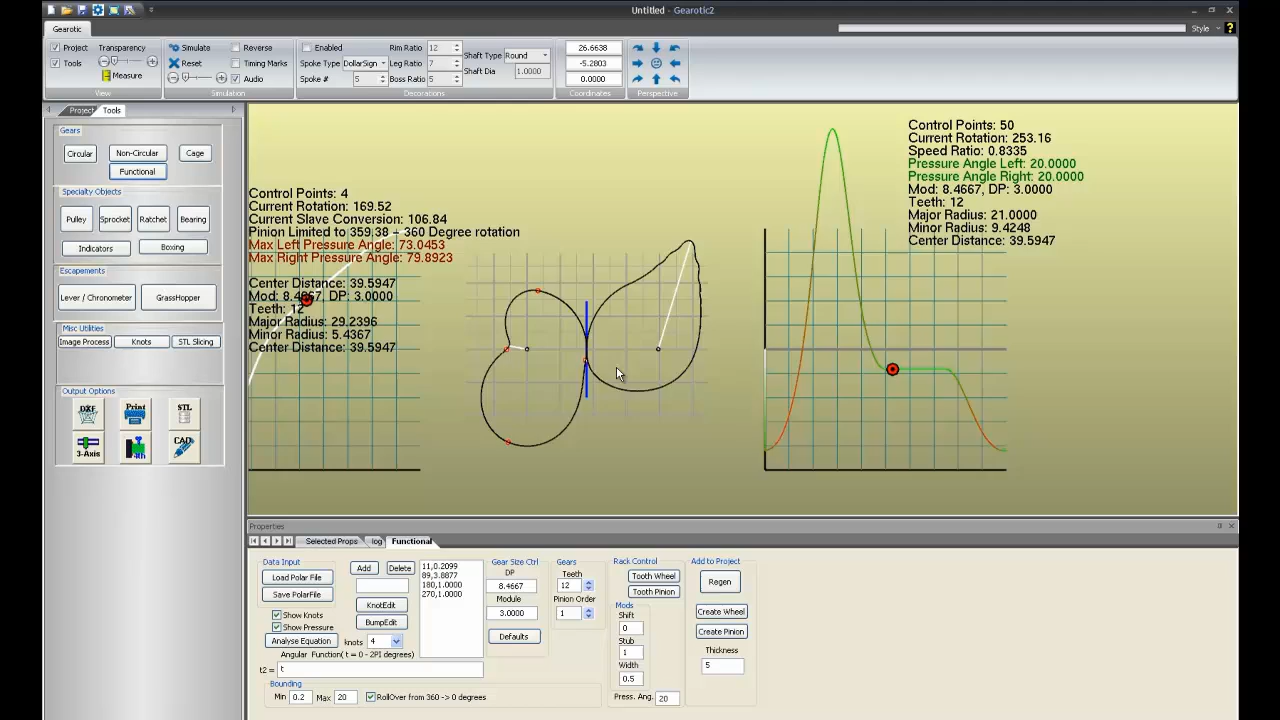 Untitled - Gearotic2
Gearotic
Style
Project
Transparency
Simulate
Reverse
Enabled
Rim Ratio 12
Shaft Type Round
26.6638
Tools
Measure
Reset
Timing Marks
Spoke Type DollarSign
Leg Ratio 7
Shaft Dia 1.0000
-5.2803
Audio
Spoke # 5
Boss Ratio 5
0.0000
View
Simulation
Decorations
Coordinates
Perspective
Project Tools
Gears
Circular
Non-Circular
Cage
Functional
Specialty Objects
Pulley
Sprocket
Ratchet
Bearing
Indicators
Boxing
Escapements
Lever / Chronometer
GrassHopper
Misc Utilities
Image Process
Knots
STL Slicing
Output Options
DXF
Print
STL
3-Axis
4th
CAD
Control Points: 4
Current Rotation: 169.52
Current Slave Conversion: 106.84
Pinion Limited to 359.38 - 360 Degree rotation
Max Left Pressure Angle: 73.0453
Max Right Pressure Angle: 79.8923
Center Distance: 39.5947
Mod: 8.4667, DP: 3.0000
Teeth: 12
Major Radius: 29.2396
Minor Radius: 5.4367
Center Distance: 39.5947
Control Points: 50
Current Rotation: 253.16
Speed Ratio: 0.8335
Pressure Angle Left: 20.0000
Pressure Angle Right: 20.0000
Mod: 8.4667, DP: 3.0000
Teeth: 12
Major Radius: 21.0000
Minor Radius: 9.4248
Center Distance: 39.5947
Properties
Selected Props
log
Functional
Data Input
Load Polar File
Save PolarFile
Show Knots
Show Pressure
Analyse Equation
Add
Delete
KnotEdit
BumpEdit
knots 4
11,0.2099
89,3.8877
180,1.0000
270,1.0000
Angular Function( t = 0 - 2PI degrees)
t2 = t
Bounding
Min 0.2 Max 20 RollOver from 360 -> 0 degrees
Gear Size Ctrl
DP
8.4667
Module
3.0000
Defaults
Gears
Teeth
12
Pinion Order
1
Rack Control
Tooth Wheel
Tooth Pinion
Mods
Shift
0
Stub
1
Width
0.5
Press. Ang. 20
Add to Project
Regen
Create Wheel
Create Pinion
Thickness
5